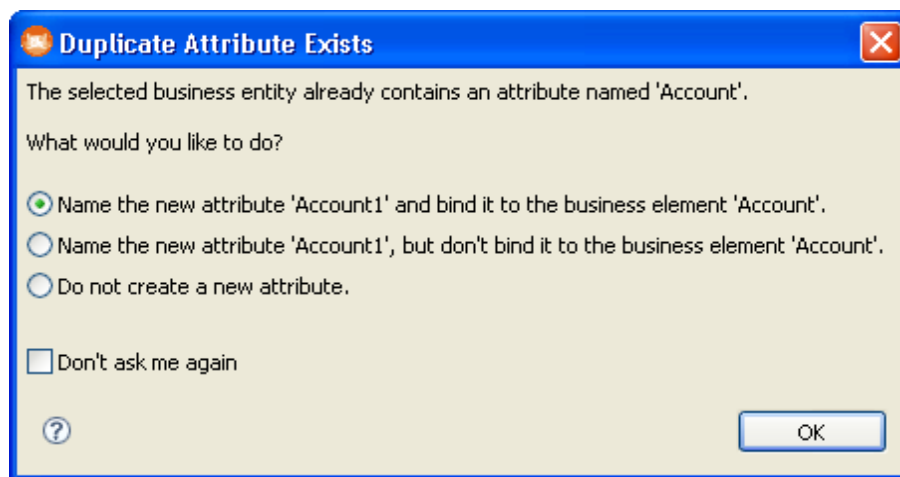 Duplicate Attribute Exists
The selected business entity already contains an attribute named 'Account'.
What would you like to do?
Name the new attribute 'Account1' and bind it to the business element 'Account'.
Name the new attribute 'Account1', but don't bind it to the business element 'Account'.
Do not create a new attribute.
Don't ask me again
?
OK